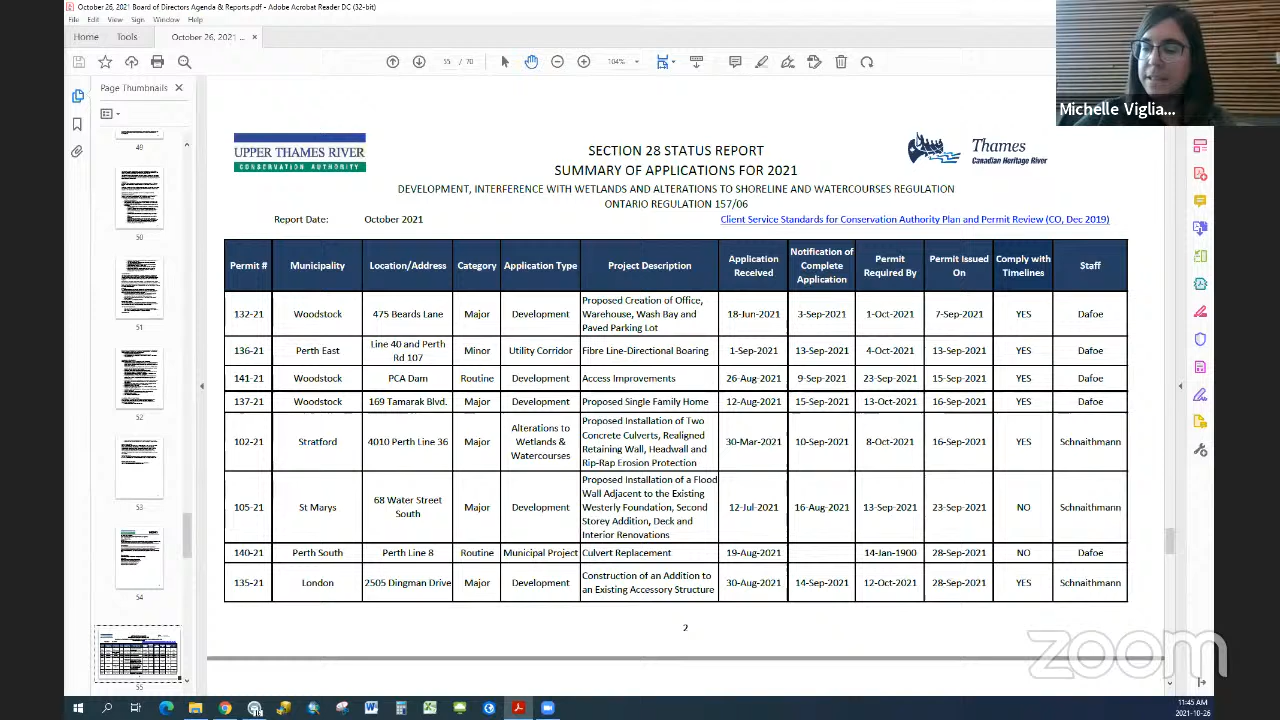 October 26, 2021 Board of Directors Agenda & Reports.pdf - Adobe Acrobat Reader DC (32-bit)
File Edit View Sign Window Help
Home Tools October 26, 2021 ... ×
55 / 70 104%
Page Thumbnails
49
50
51
52
53
54
55
Michelle Viglia...
UPPER THAMES RIVER
CONSERVATION AUTHORITY
Thames
Canadian Heritage River
SECTION 28 STATUS REPORT
SUMMARY OF APPLICATIONS FOR 2021
DEVELOPMENT, INTERFERENCE WITH WETLANDS AND ALTERATIONS TO SHORELINE AND WATERCOURSES REGULATION
ONTARIO REGULATION 157/06
Report Date: October 2021
Client Service Standards for Conservation Authority Plan and Permit Review (CO, Dec 2019)
Permit # Municipality Location/Address Category Application Type Project Description Application Received Notification of Complete Application Permit Required By Permit Issued On Comply with Timelines Staff
132-21 Woodstock 475 Beards Lane Major Development Proposed Creation of Office, Warehouse, Wash Bay and Paved Parking Lot 18-Jun-2021 3-Sep-2021 1-Oct-2021 7-Sep-2021 YES Dafoe
136-21 Perth East Line 40 and Perth Rd 107 Minor Utility Corridor Fibre Line-Directional Boaring 1-Sep-2021 13-Sep-2021 4-Oct-2021 13-Sep-2021 YES Dafoe
141-21 Woodstock PCA Dam Routine Development Access Improvements 26-Aug-2021 9-Sep-2021 23-Sep-2021 15-Sep-2021 YES Dafoe
137-21 Woodstock 169 Tamarak Blvd. Major Development Proposed Single Family Home 12-Aug-2021 15-Sep-2021 13-Oct-2021 16-Sep-2021 YES Dafoe
102-21 Stratford 4010 Perth Line 36 Major Alterations to Wetlands or Watercourses Proposed Installation of Two Concrete Culverts, Realigned Retaining Wall, Headwall and Rip-Rap Erosion Protection 30-Mar-2021 10-Sep-2021 8-Oct-2021 16-Sep-2021 YES Schnaithmann
105-21 St Marys 68 Water Street South Major Development Proposed Installation of a Flood Wall Adjacent to the Existing Westerly Foundation, Second Storey Addition, Deck and Interior Renovations 12-Jul-2021 16-Aug-2021 13-Sep-2021 23-Sep-2021 NO Schnaithmann
140-21 Perth South Perth Line 8 Routine Municipal Project Culvert Replacement 19-Aug-2021 14-Jan-1900 28-Sep-2021 NO Dafoe
135-21 London 2505 Dingman Drive Major Development Construction of an Addition to an Existing Accessory Structure 30-Aug-2021 14-Sep-2021 12-Oct-2021 28-Sep-2021 YES Schnaithmann
2
zoom
11:45 AM
2021-10-26